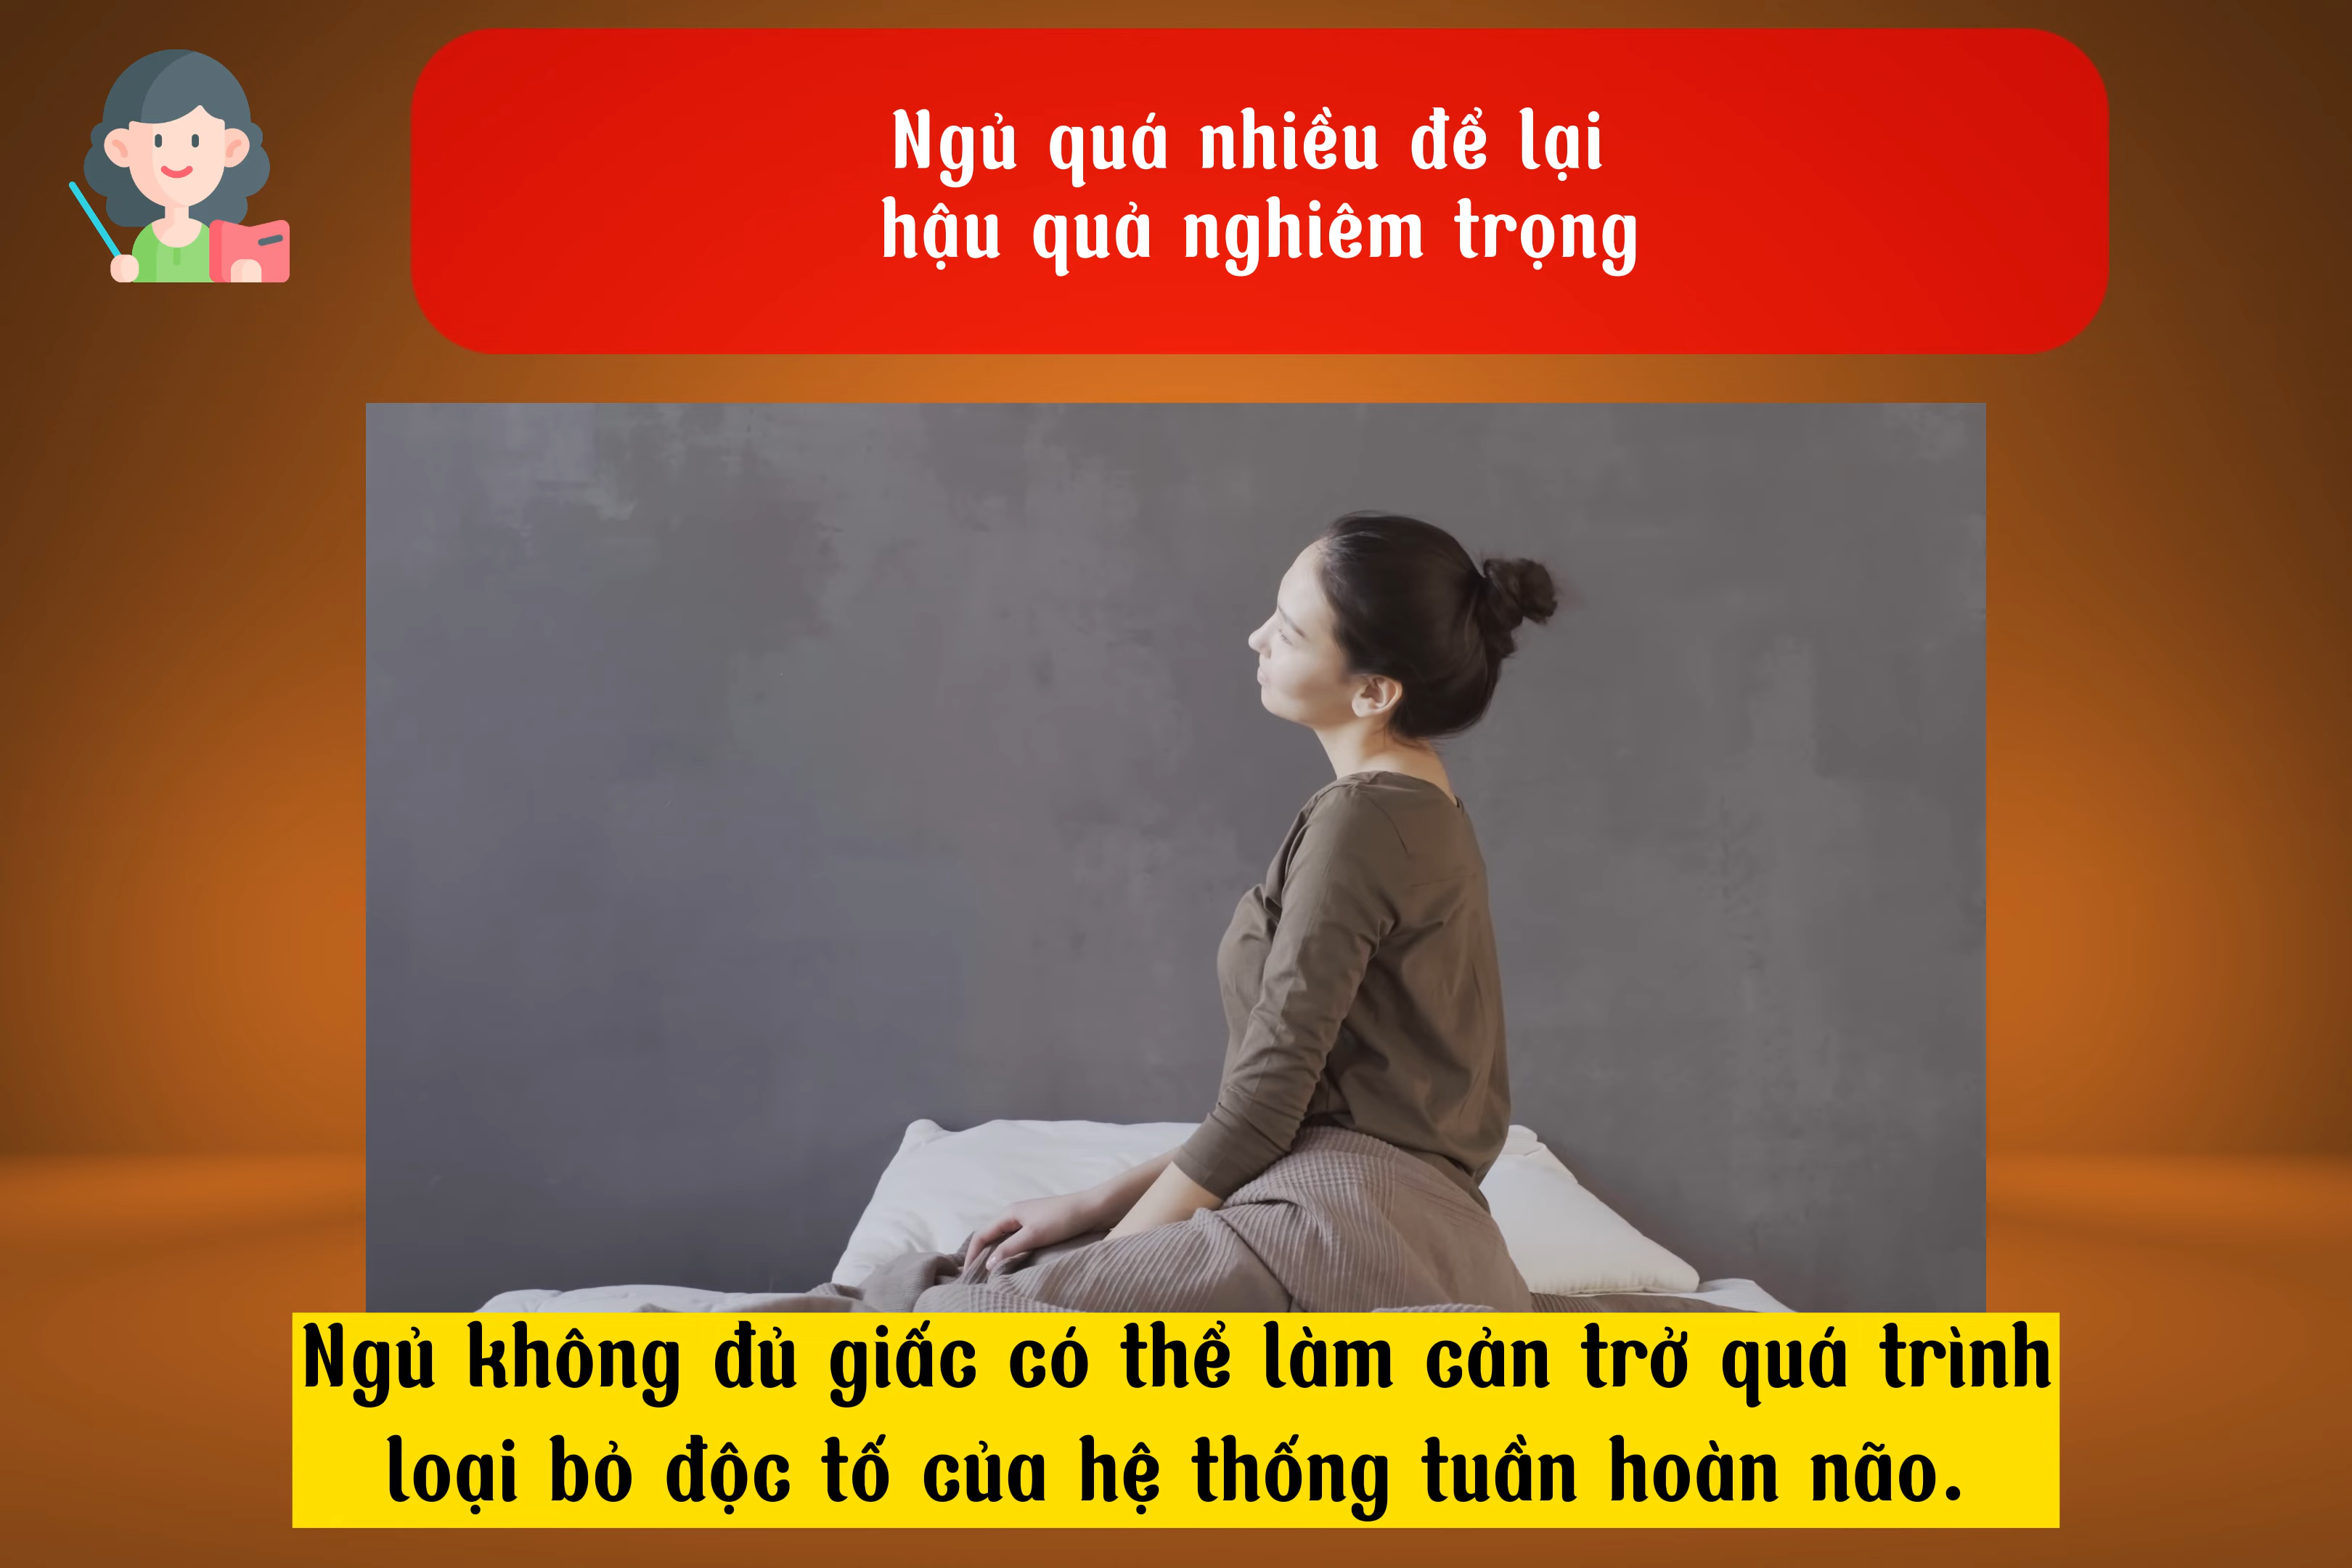 Ngủ quá nhiều để lại
hậu quả nghiêm trọng
Ngủ không đủ giấc có thể làm cản trở quá trình
loại bỏ độc tố của hệ thống tuần hoàn não.